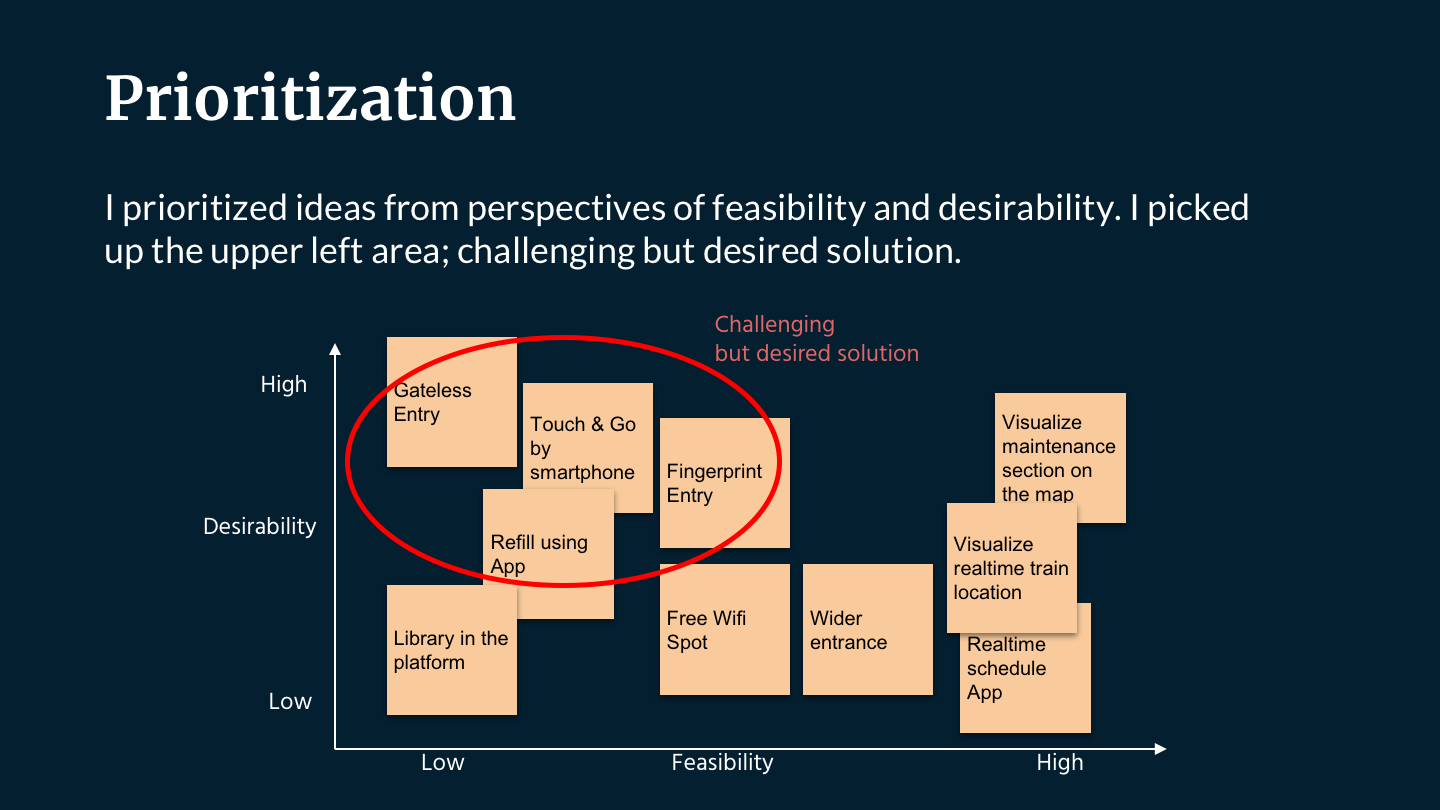 Prioritization
I prioritized ideas from perspectives of feasibility and desirability. I picked
up the upper left area; challenging but desired solution.
Challenging
but desired solution
High
Desirability
Low
Gateless
Entry
Touch & Go
by
smartphone
Fingerprint
Entry
Refill using
App
Library in the
platform
Free Wifi
Spot
Wider
entrance
Visualize
maintenance
section on
the map
Visualize
realtime train
location
Realtime
schedule
App
Low
Feasibility
High